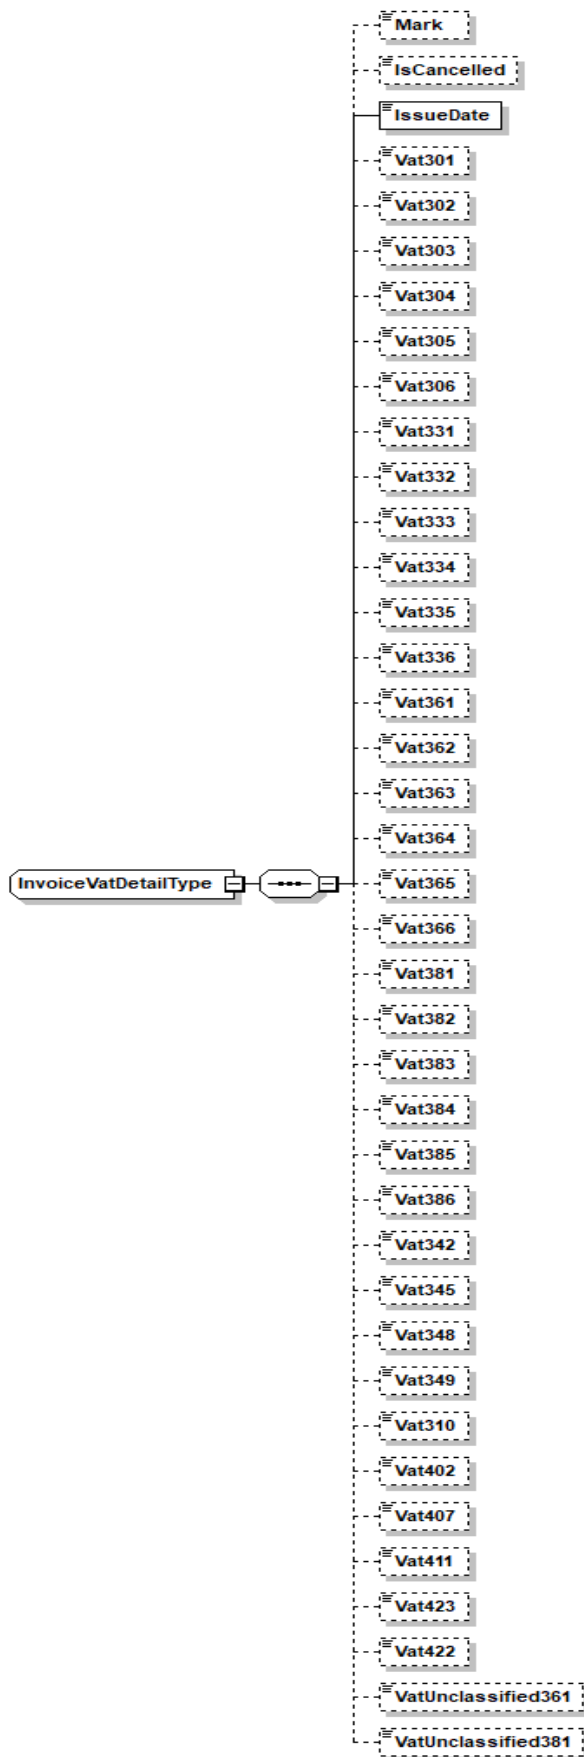 Mark
IsCancelled
IssueDate
Vat301
Vat302
Vat303
Vat304
Vat305
Vat306
Vat331
Vat332
Vat333
Vat334
Vat335
Vat336
Vat361
Vat362
Vat363
Vat364
InvoiceVatDetailType
Vat365
Vat366
Vat381
Vat382
Vat383
Vat384
Vat385
Vat386
Vat342
Vat345
Vat348
Vat349
Vat310
Vat402
Vat407
Vat411
Vat423
Vat422
VatUnclassified361
VatUnclassified381